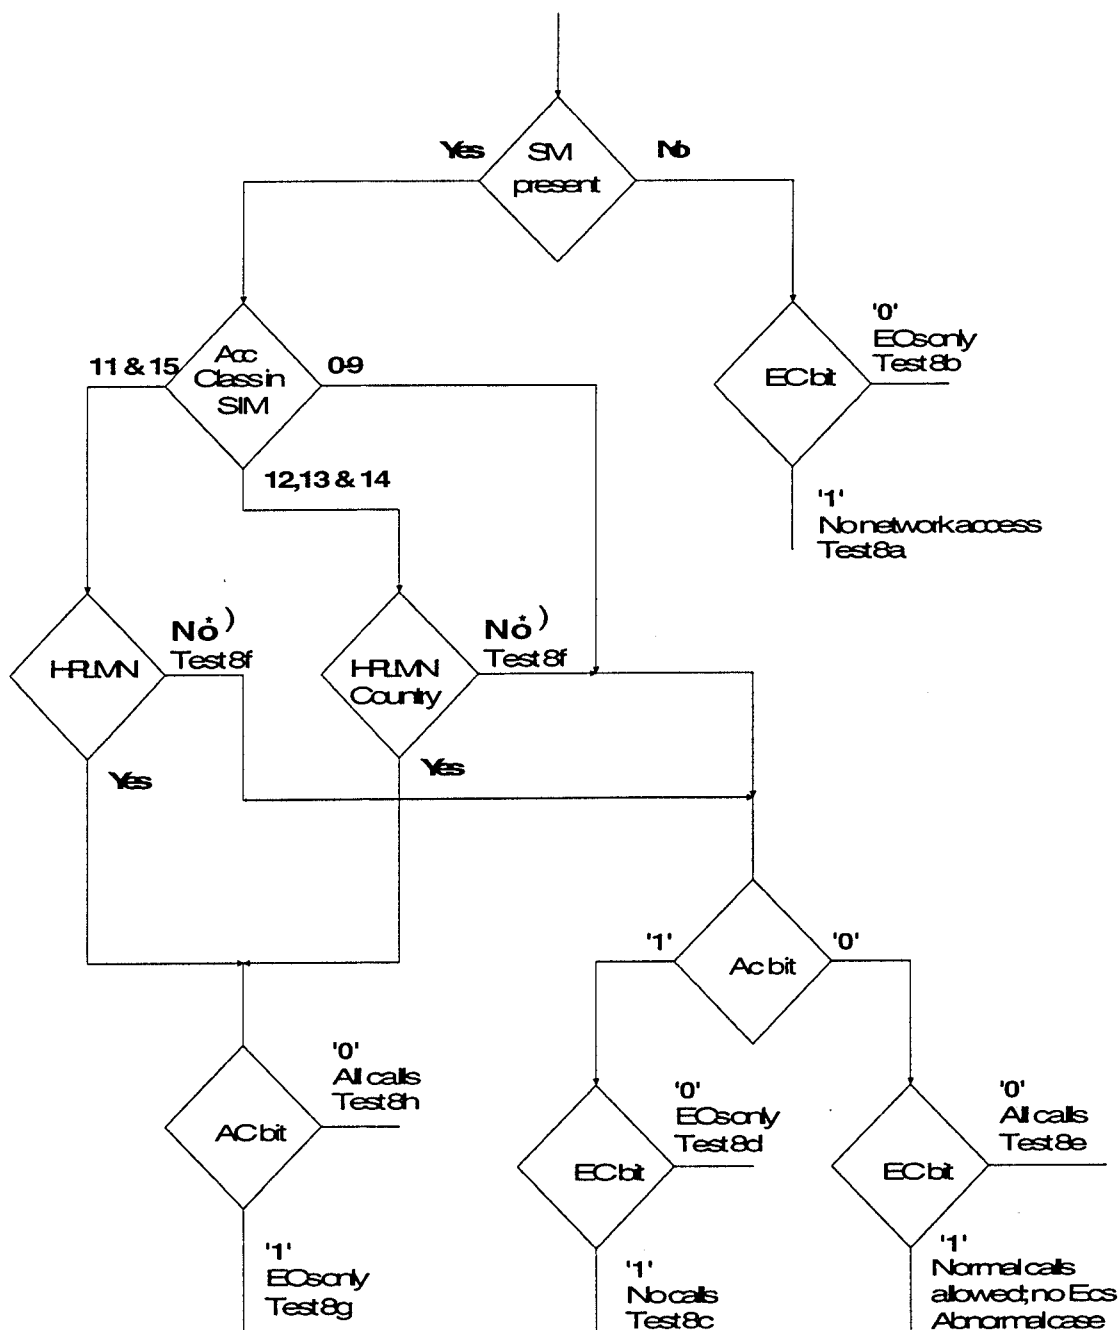 Yes
SIM
present
No
'0'
ECs only
Test 8b
EC bit
'1'
No network access
Test 8a
11 & 15
Acc
Class in
SIM
0-9
12,13 & 14
HPLMN
No*)
Test 8f
HPLMN
Country
No*)
Test 8f
Yes
Yes
'1'
Ac bit
'0'
AC bit
'0'
All calls
Test 8h
'1'
ECs only
Test 8g
EC bit
'0'
ECs only
Test 8d
'1'
No calls
Test 8c
EC bit
'0'
All calls
Test 8e
'1'
Normal calls
allowed; no Ecs
Abnormal case